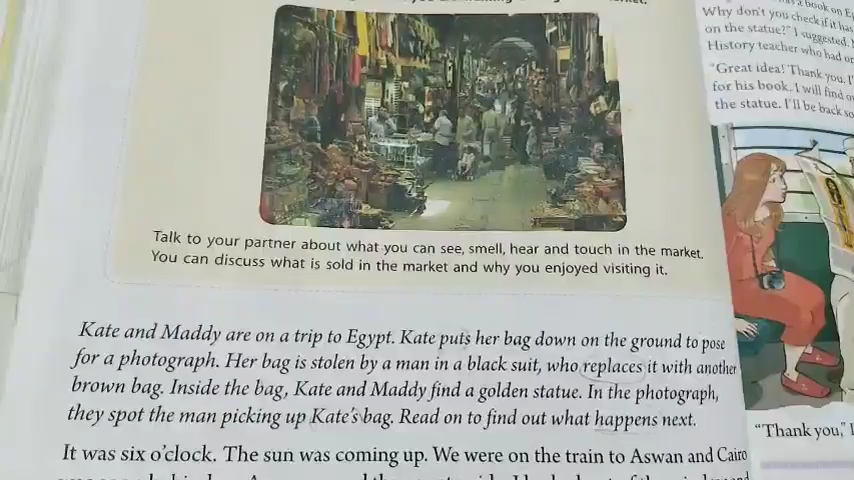 Talk to your partner about what you can see, smell, hear and touch in the market.
You can discuss what is sold in the market and why you enjoyed visiting it.
Kate and Maddy are on a trip to Egypt. Kate puts her bag down on the ground to pose
for a photograph. Her bag is stolen by a man in a black suit, who replaces it with another
brown bag. Inside the bag, Kate and Maddy find a golden statue. In the photograph,
they spot the man picking up Kate's bag. Read on to find out what happens next.
It was six o'clock. The sun was coming up. We were on the train to Aswan and Cairo
book on
Why don't you check if it has
on the statue?" I suggested.
History teacher who had
"Great idea! Thank you.
for his book. I will find
the statue. I'll be back
"Thank you,"